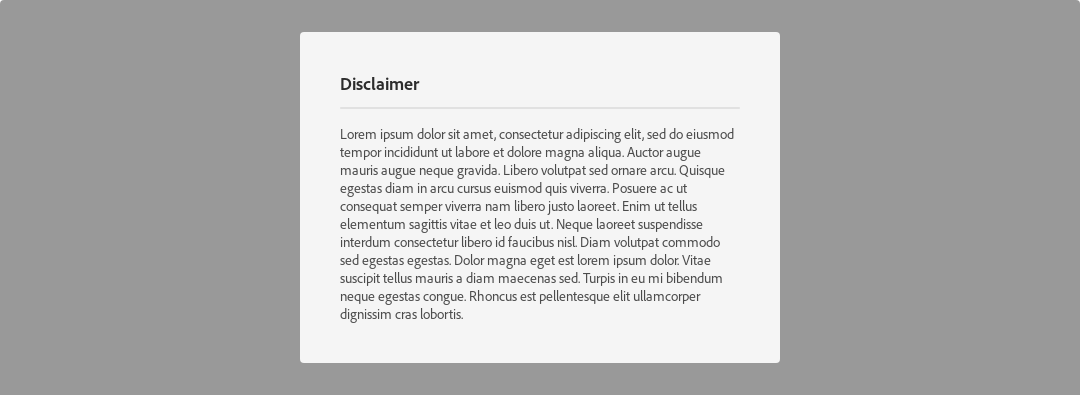 Disclaimer
Lorem ipsum dolor sit amet, consectetur adipiscing elit, sed do eiusmod
tempor incididunt ut labore et dolore magna aliqua. Auctor augue
mauris augue neque gravida. Libero volutpat sed ornare arcu. Quisque
egestas diam in arcu cursus euismod quis viverra. Posuere ac ut
consequat semper viverra nam libero justo laoreet. Enim ut tellus
elementum sagittis vitae et leo duis ut. Neque laoreet suspendisse
interdum consectetur libero id faucibus nisl. Diam volutpat commodo
sed egestas egestas. Dolor magna eget est lorem ipsum dolor. Vitae
suscipit tellus mauris a diam maecenas sed. Turpis in eu mi bibendum
neque egestas congue. Rhoncus est pellentesque elit ullamcorper
dignissim cras lobortis.